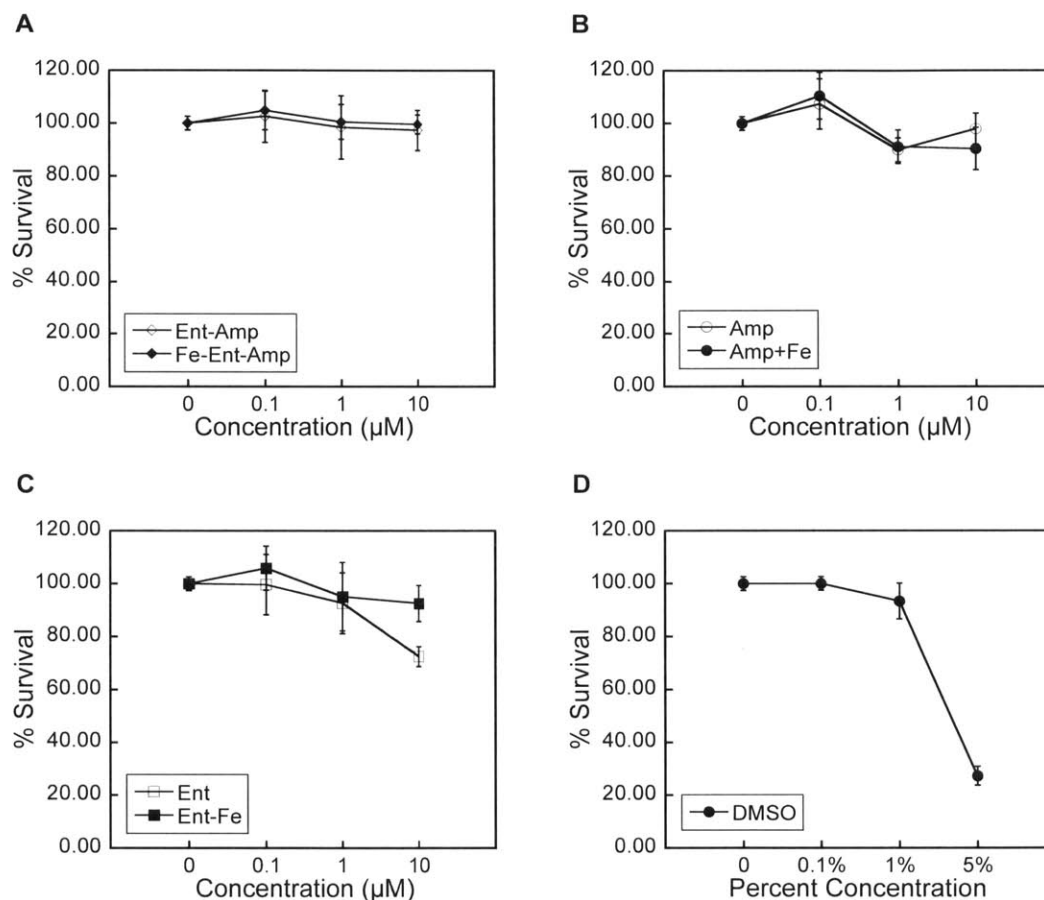 A
120.00
100.00
80.00
60.00
40.00
20.00
0.00
% Survival
Ent-Amp
Fe-Ent-Amp
0 0.1 1 10
Concentration (µM)
B
120.00
100.00
80.00
60.00
40.00
20.00
0.00
% Survival
Amp
Amp+Fe
0 0.1 1 10
Concentration (µM)
C
120.00
100.00
80.00
60.00
40.00
20.00
0.00
% Survival
Ent
Ent-Fe
0 0.1 1 10
Concentration (µM)
D
120.00
100.00
80.00
60.00
40.00
20.00
0.00
% Survival
DMSO
0 0.1% 1% 5%
Percent Concentration